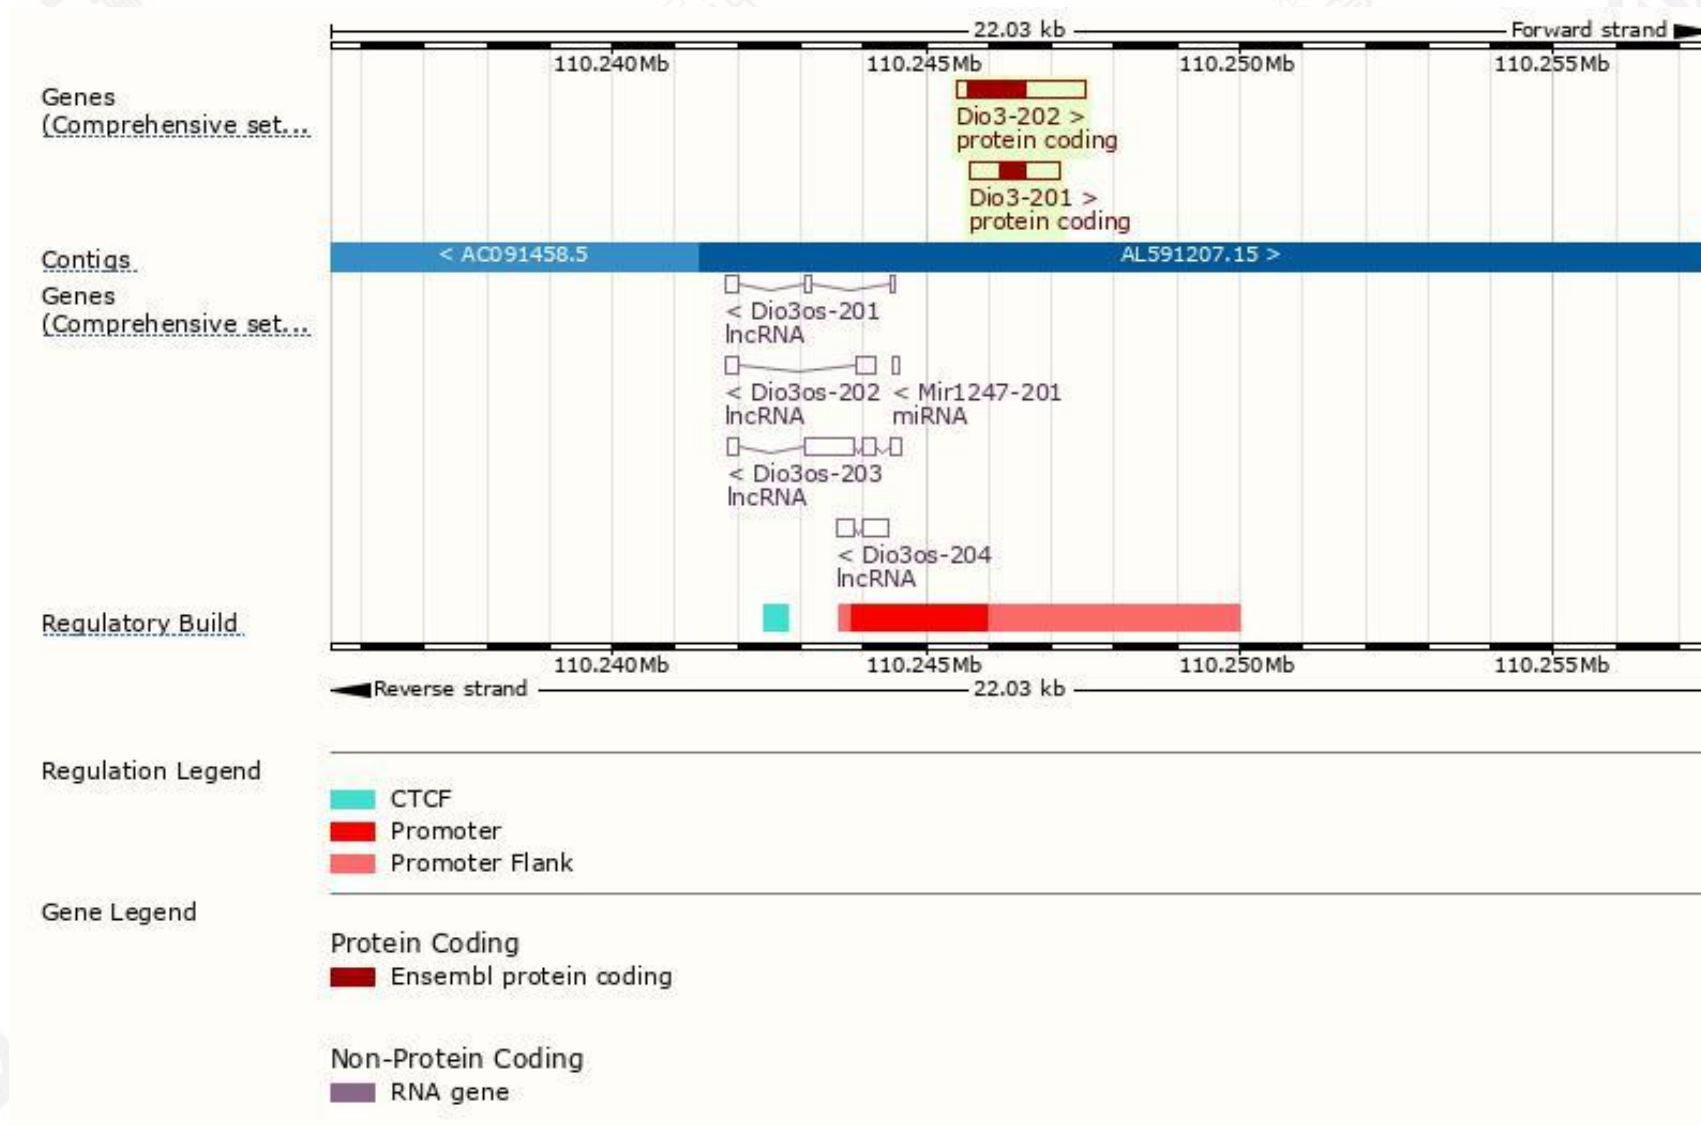 22.03 kb Forward strand
110.240Mb 110.245Mb 110.250Mb 110.255Mb
Genes
(Comprehensive set...
Dio3-202 >
protein coding
Dio3-201 >
protein coding
Contigs
< AC091458.5 AL591207.15 >
Genes
(Comprehensive set...
< Dio3os-201
lncRNA
< Dio3os-202 < Mir1247-201
lncRNA miRNA
< Dio3os-203
lncRNA
< Dio3os-204
lncRNA
Regulatory Build
110.240Mb 110.245Mb 110.250Mb 110.255Mb
Reverse strand 22.03 kb
Regulation Legend
CTCF
Promoter
Promoter Flank
Gene Legend
Protein Coding
Ensembl protein coding
Non-Protein Coding
RNA gene